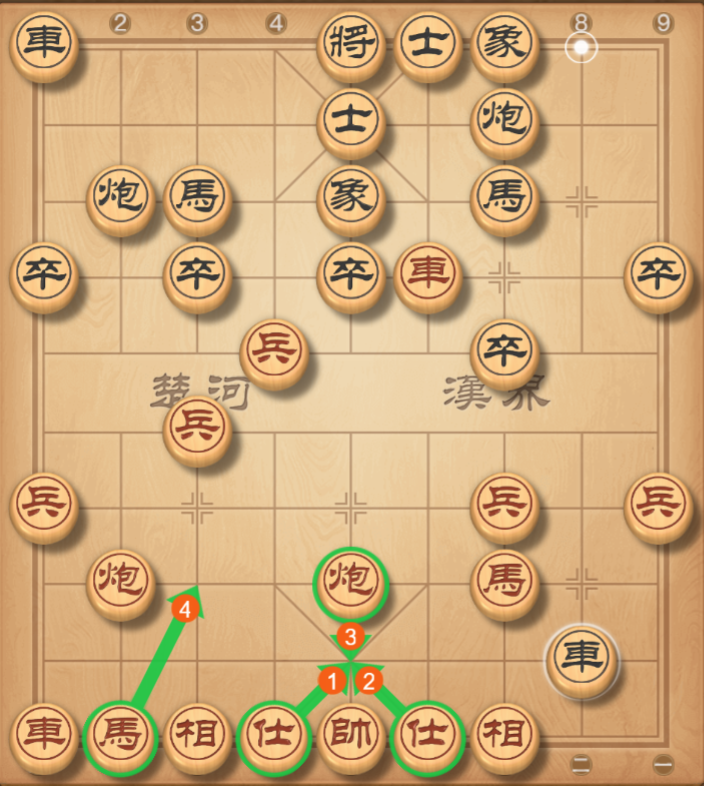 2 3 4 8 9
車 將 士 象
士 炮
炮 馬 象 馬
卒 卒 卒 車 卒
兵 卒
楚河 漢界
兵
兵 兵 兵
炮 炮 馬
4
3
車
1 2
車 馬 相 仕 帥 仕 相
二 一